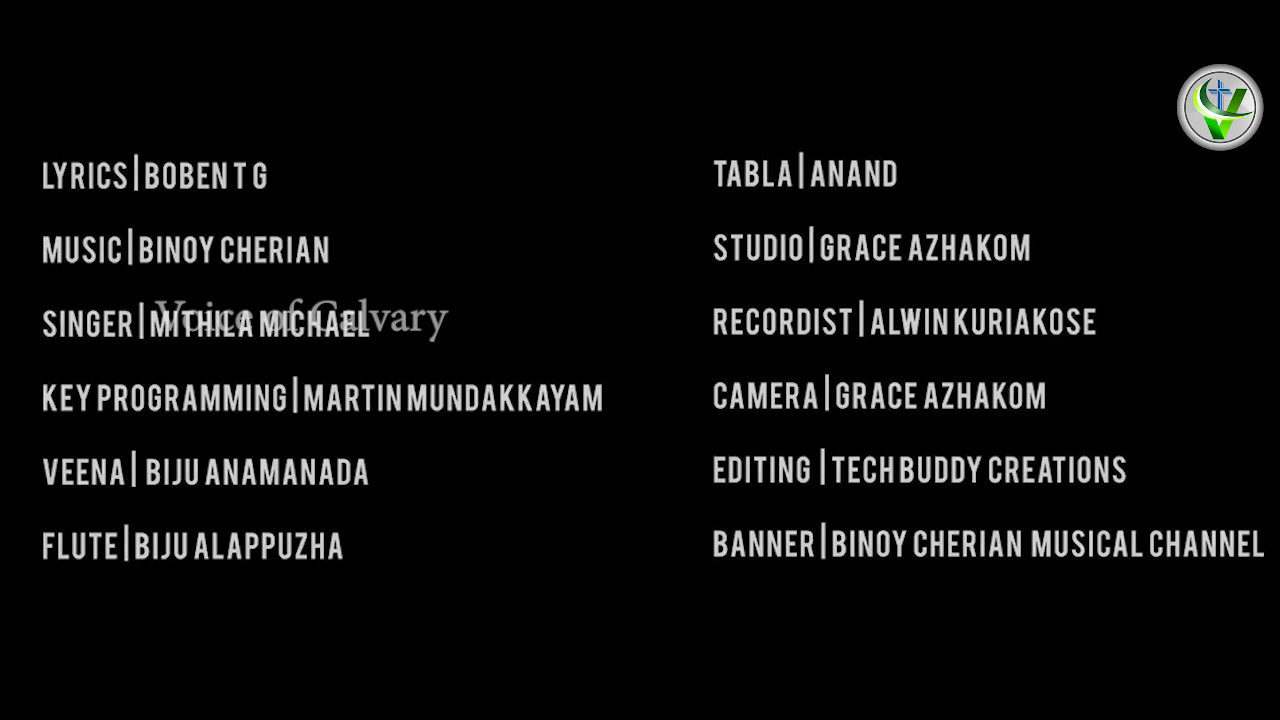 LYRICS | BOBEN T G
MUSIC | BINOY CHERIAN
SINGER | MITHILA MICHAEL
Voice of Calvary
KEY PROGRAMMING | MARTIN MUNDAKKAYAM
VEENA | BIJU ANAMANADA
FLUTE | BIJU ALAPPUZHA
TABLA | ANAND
STUDIO | GRACE AZHAKOM
RECORDIST | ALWIN KURIAKOSE
CAMERA | GRACE AZHAKOM
EDITING | TECH BUDDY CREATIONS
BANNER | BINOY CHERIAN MUSICAL CHANNEL